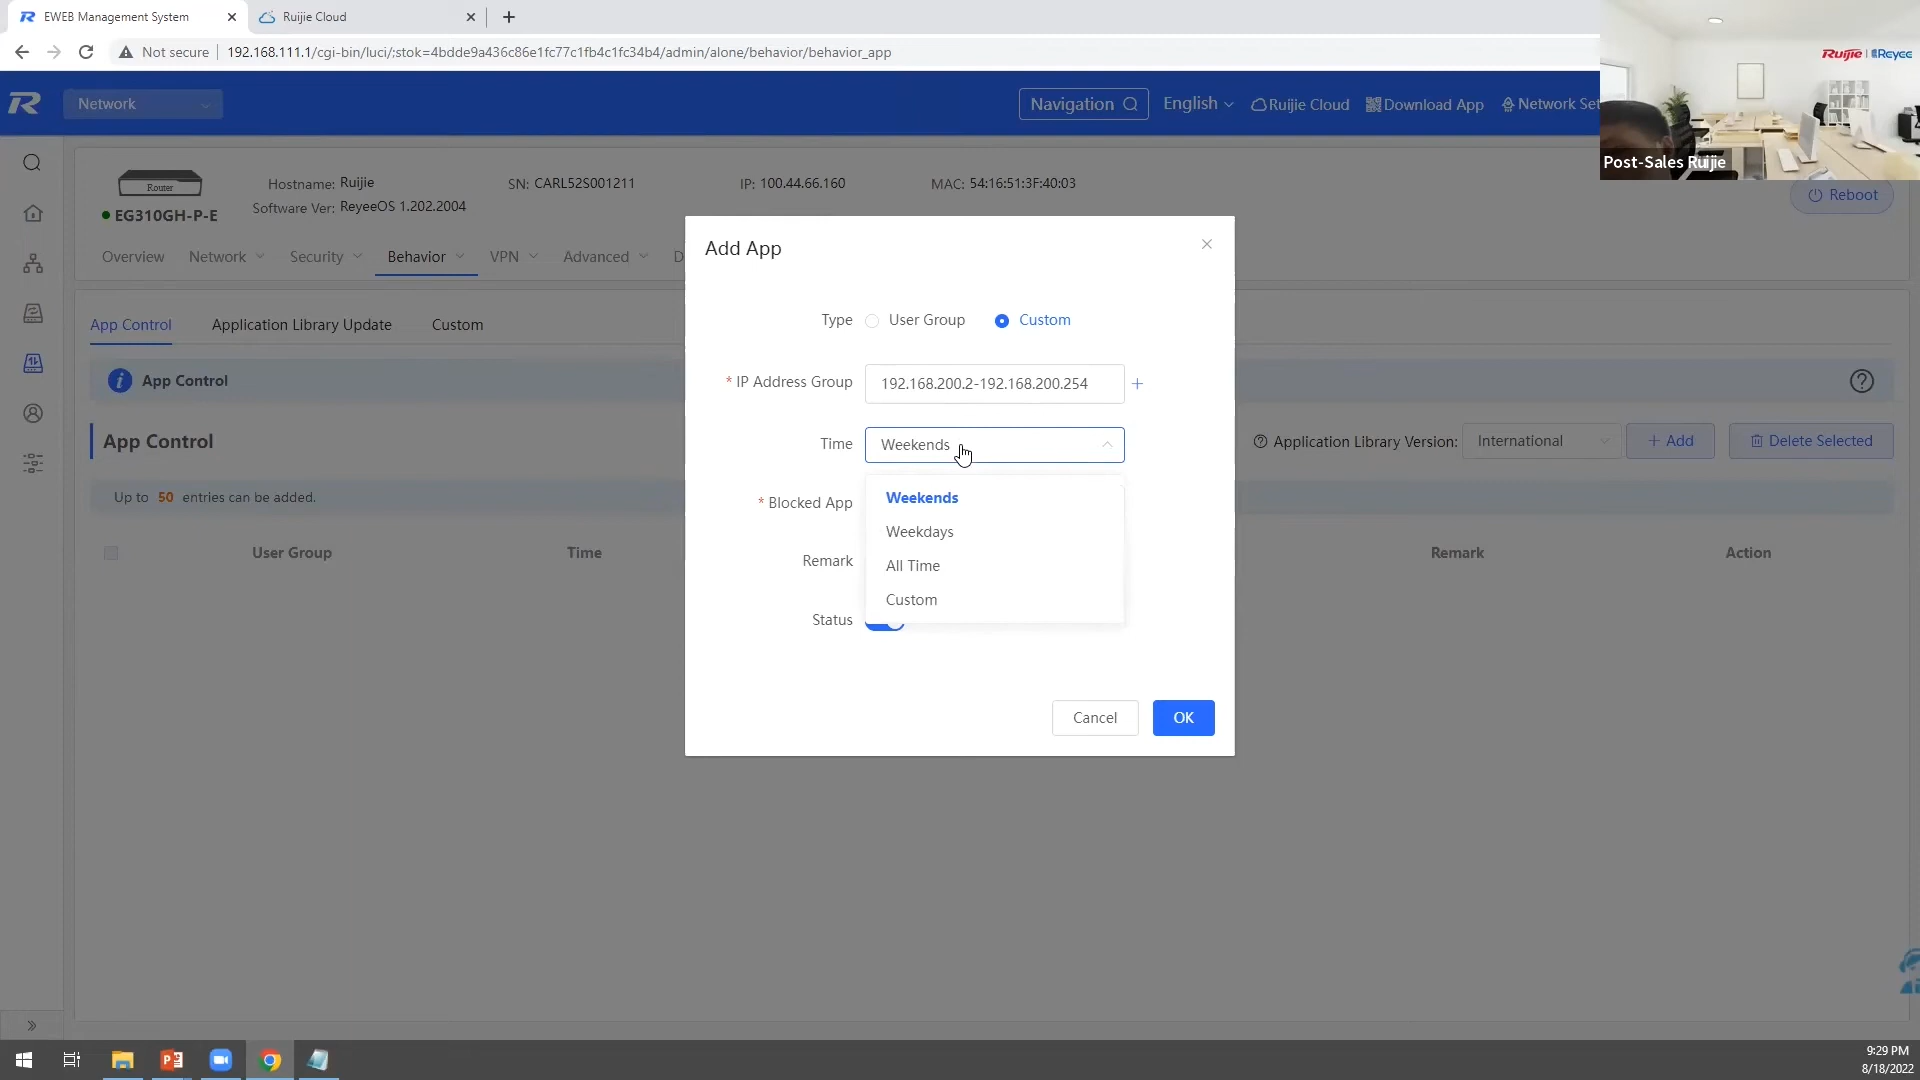 EWEB Management System
Ruijie Cloud
Not secure 192.168.111.1/cgi-bin/luci/;stok=4bdde9a436c86e1fc77c1fb4c1fc34b4/admin/alone/behavior/behavior_app
Ruijie | Reyee
Network
Navigation
English
Ruijie Cloud
Download App
Network Set
Post-Sales Ruijie
Router
EG310GH-P-E
Hostname: Ruijie
SN: CARL52S001211
IP: 100.44.66.160
MAC: 54:16:51:3F:40:03
Software Ver: ReyeeOS 1.202.2004
Reboot
Overview
Network
Security
Behavior
VPN
Advanced
D
App Control
Application Library Update
Custom
App Control
App Control
Application Library Version: International
+ Add
Delete Selected
Up to 50 entries can be added.
User Group
Time
Remark
Action
Add App
Type
User Group
Custom
* IP Address Group
192.168.200.2-192.168.200.254
Time
Weekends
* Blocked App
Weekends
Weekdays
All Time
Custom
Remark
Status
Cancel
OK
9:29 PM
8/18/2022